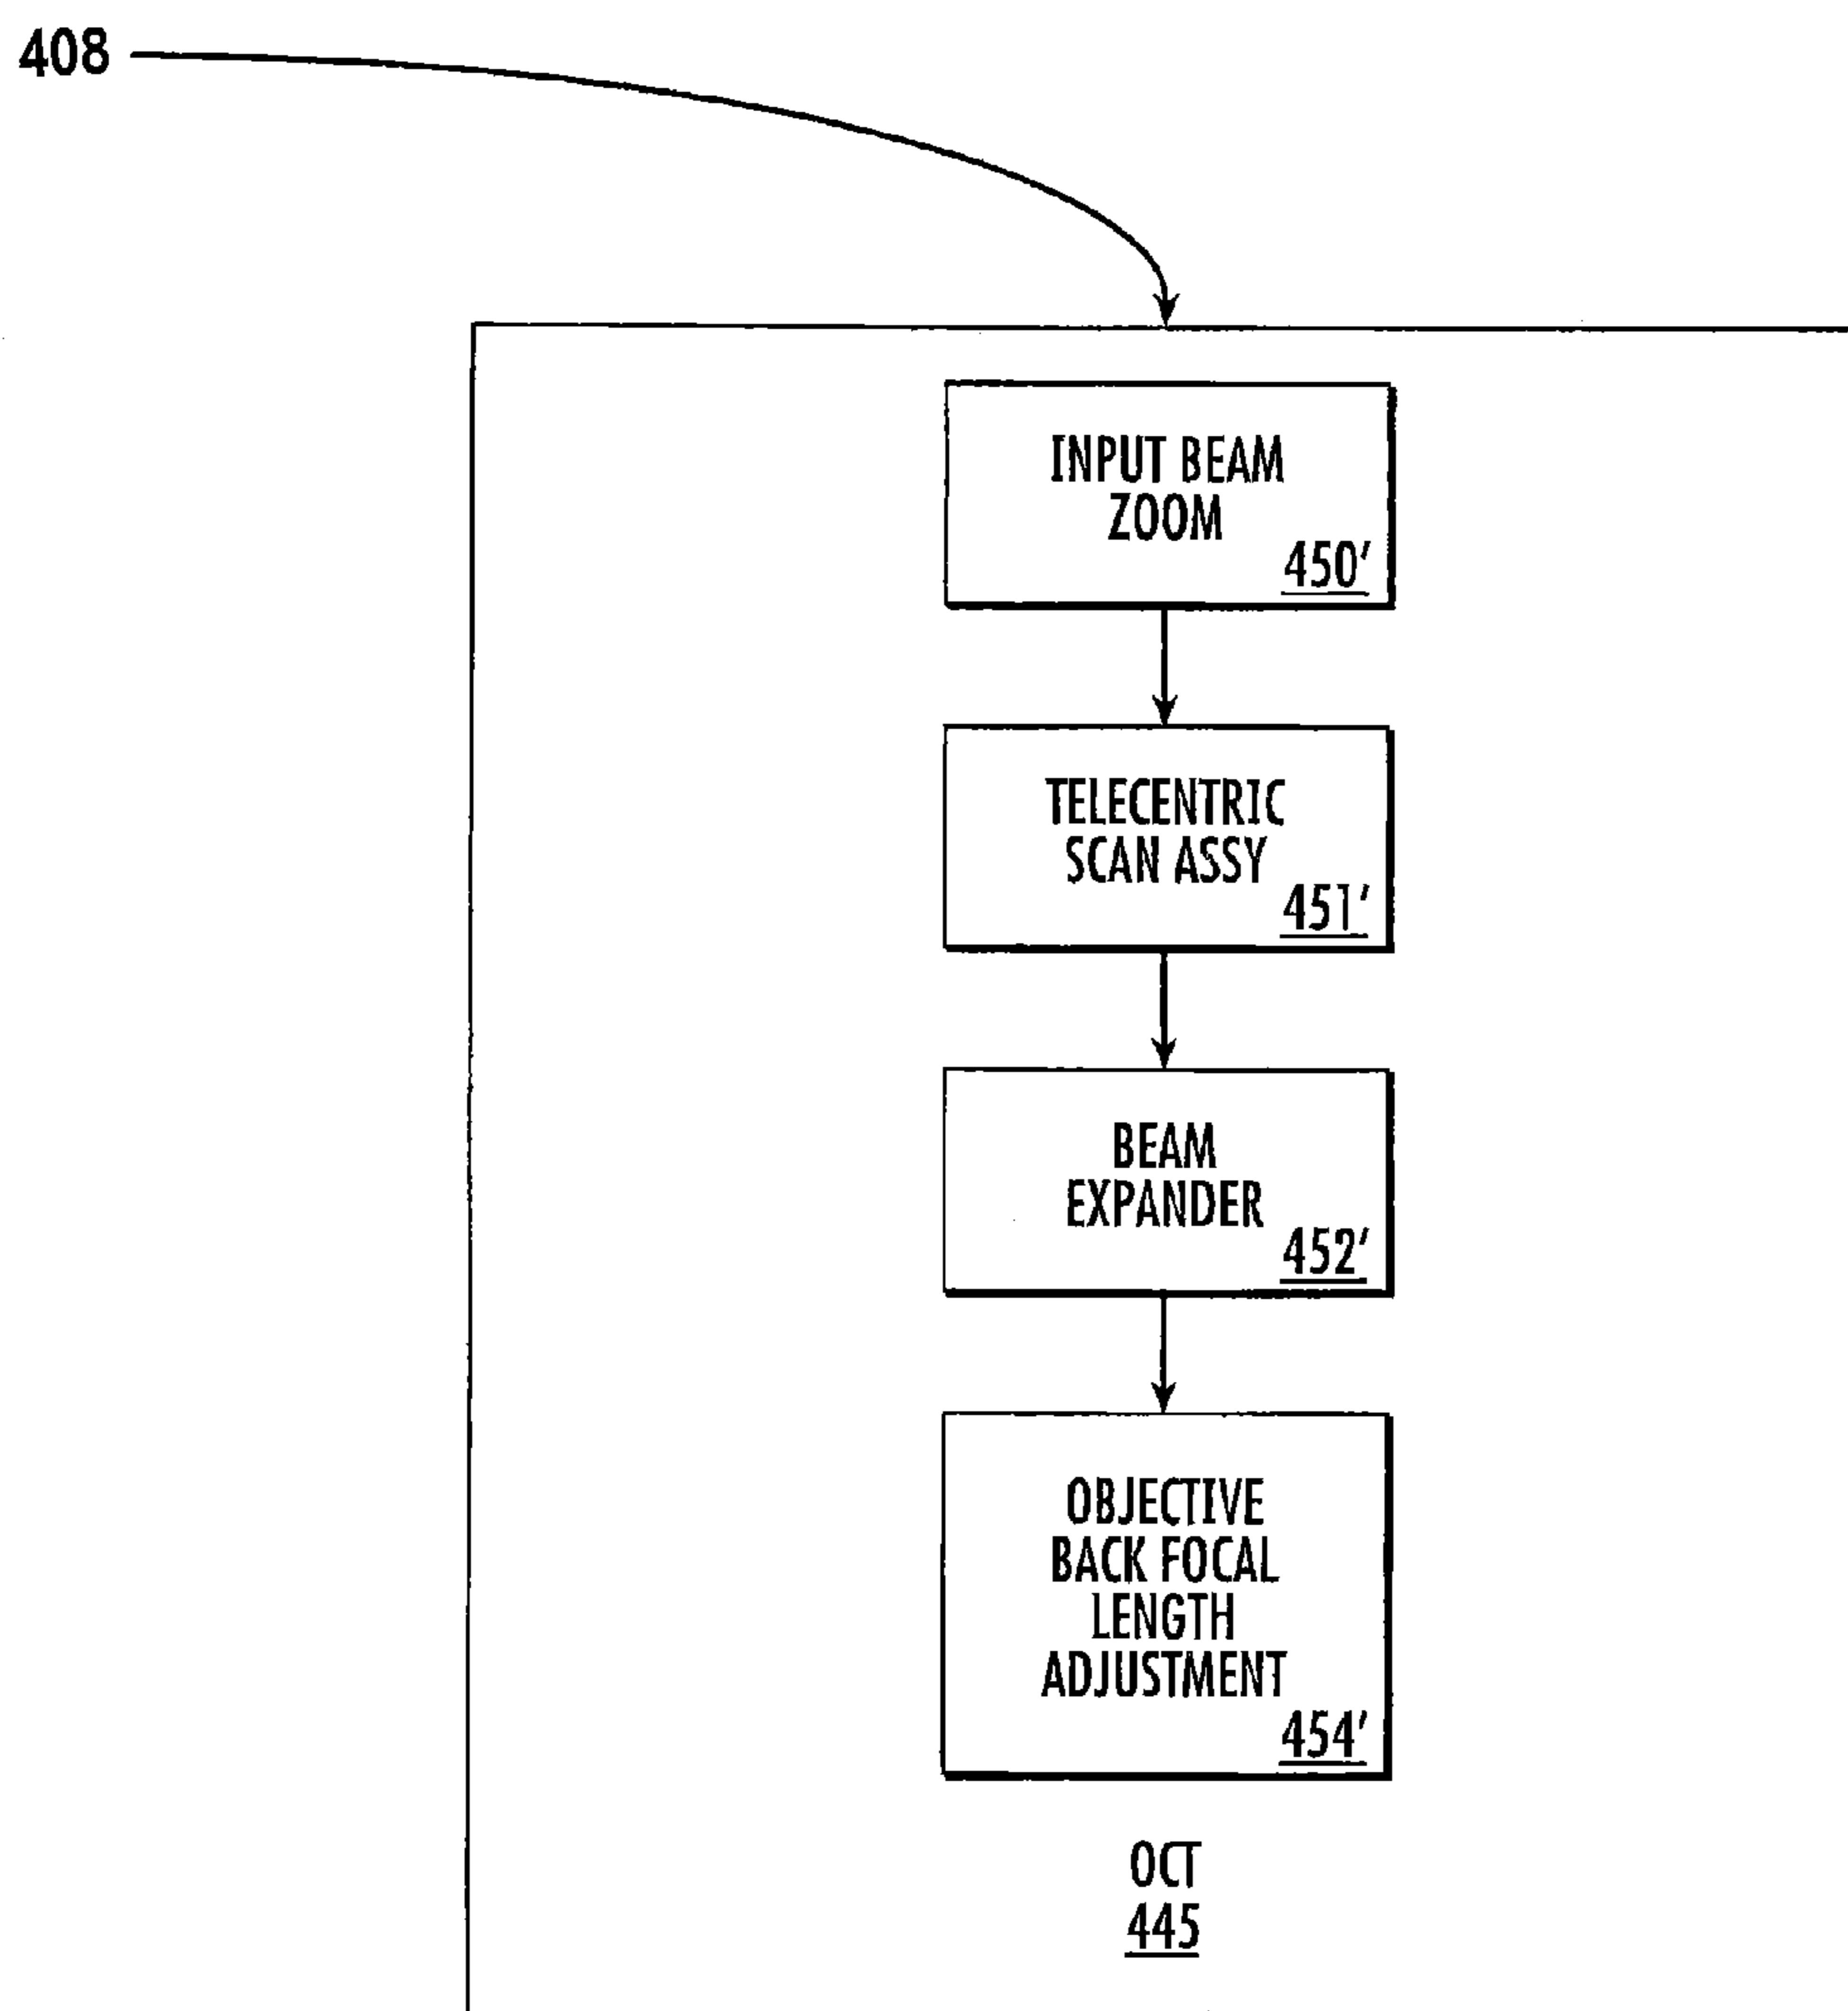 408
INPUT BEAM
ZOOM
450'
TELECENTRIC
SCAN ASSY
451'
BEAM
EXPANDER
452'
OBJECTIVE
BACK FOCAL
LENGTH
ADJUSTMENT
454'
OCT
445